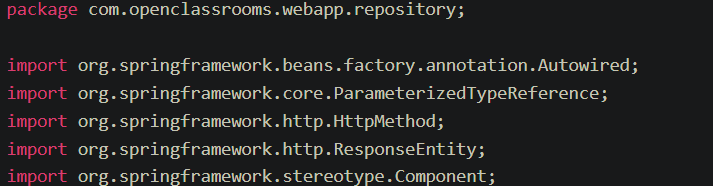 package com.openclassrooms.webapp.repository;
import org.springframework.beans.factory.annotation.Autowired;
import org.springframework.core.ParameterizedTypeReference;
import org.springframework.http.HttpMethod;
import org.springframework.http.ResponseEntity;
import org.springframework.stereotype.Component;